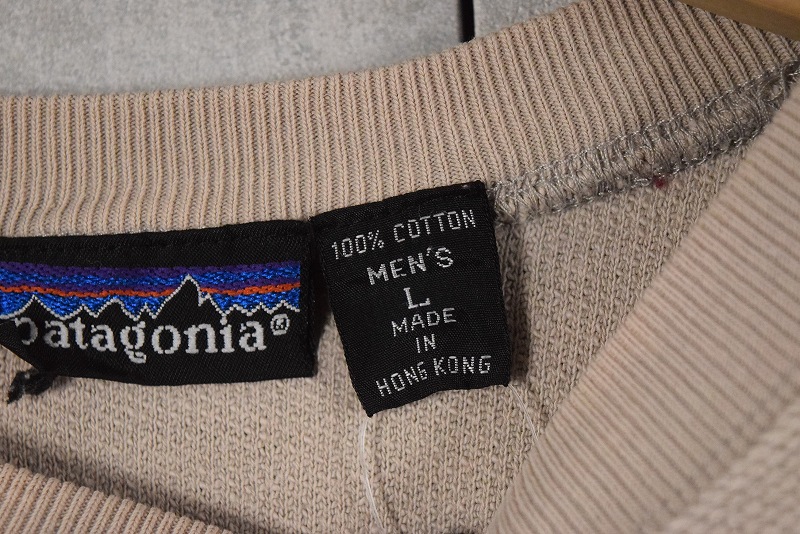 patagonia®
100% COTTON
MEN'S
L
MADE
IN
HONG KONG